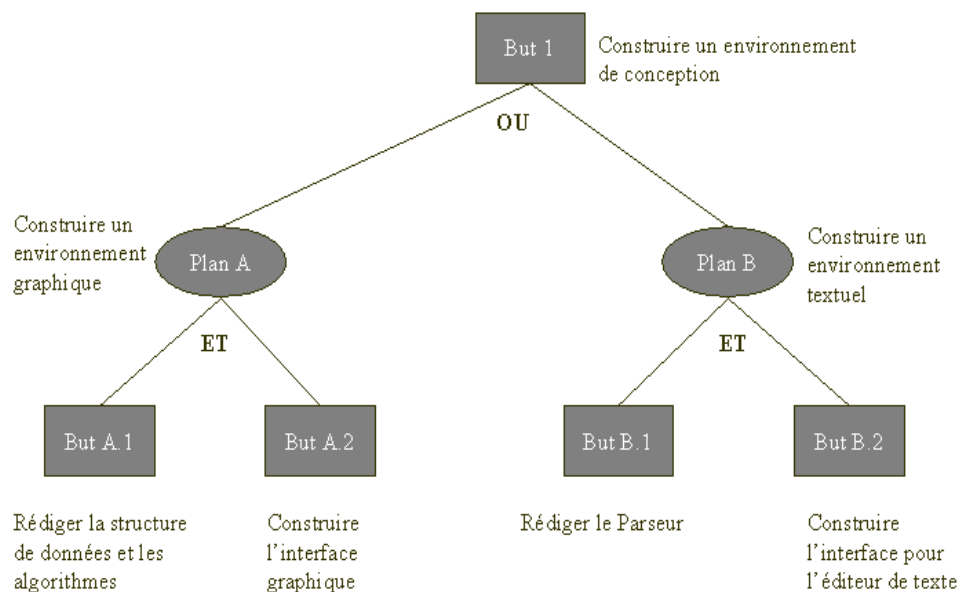 But 1
Construire un environnement
de conception
OU
Construire un
environnement
graphique
Plan A
Plan B
Construire un
environnement
textuel
ET
ET
But A.1
But A.2
But B.1
But B.2
Rédiger la structure
de données et les
algorithmes
Construire
l'interface
graphique
Rédiger le Parseur
Construire
l'interface pour
l'éditeur de texte